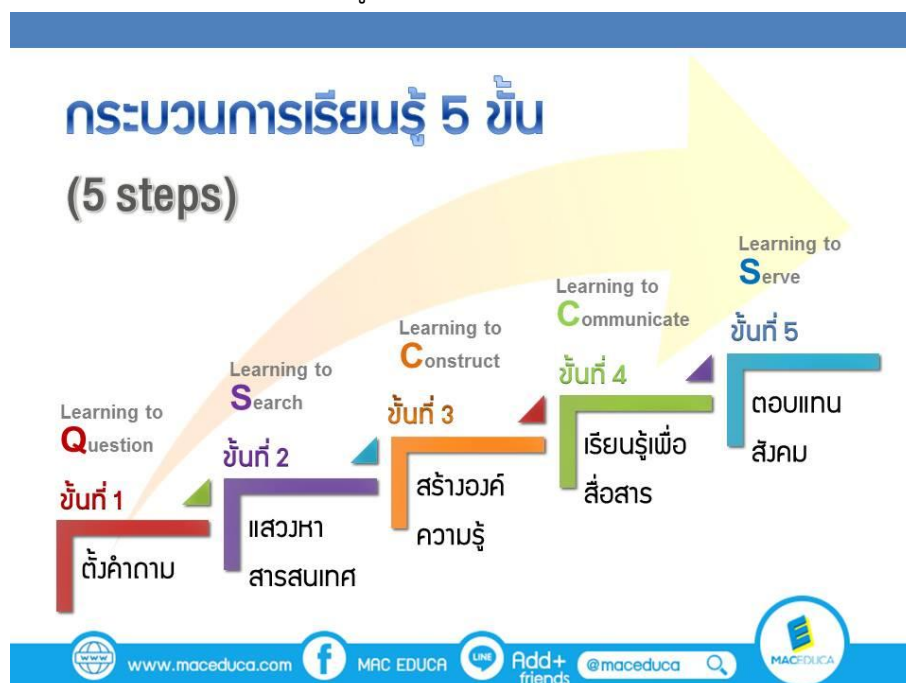 กระบวนการเรียนรู้ 5 ขั้น
(5 steps)
Learning to
Question
ขั้นที่ 1
ตั้งคำถาม
Learning to
Search
ขั้นที่ 2
แสวงหา
สารสนเทศ
Learning to
Construct
ขั้นที่ 3
สร้างองค์
ความรู้
Learning to
Communicate
ขั้นที่ 4
เรียนรู้เพื่อ
สื่อสาร
Learning to
Serve
ขั้นที่ 5
ตอบแทน
สังคม
www.maceduca.com
MAC EDUCA
LINE
Add+
friends
@maceduca
MACEDUCA